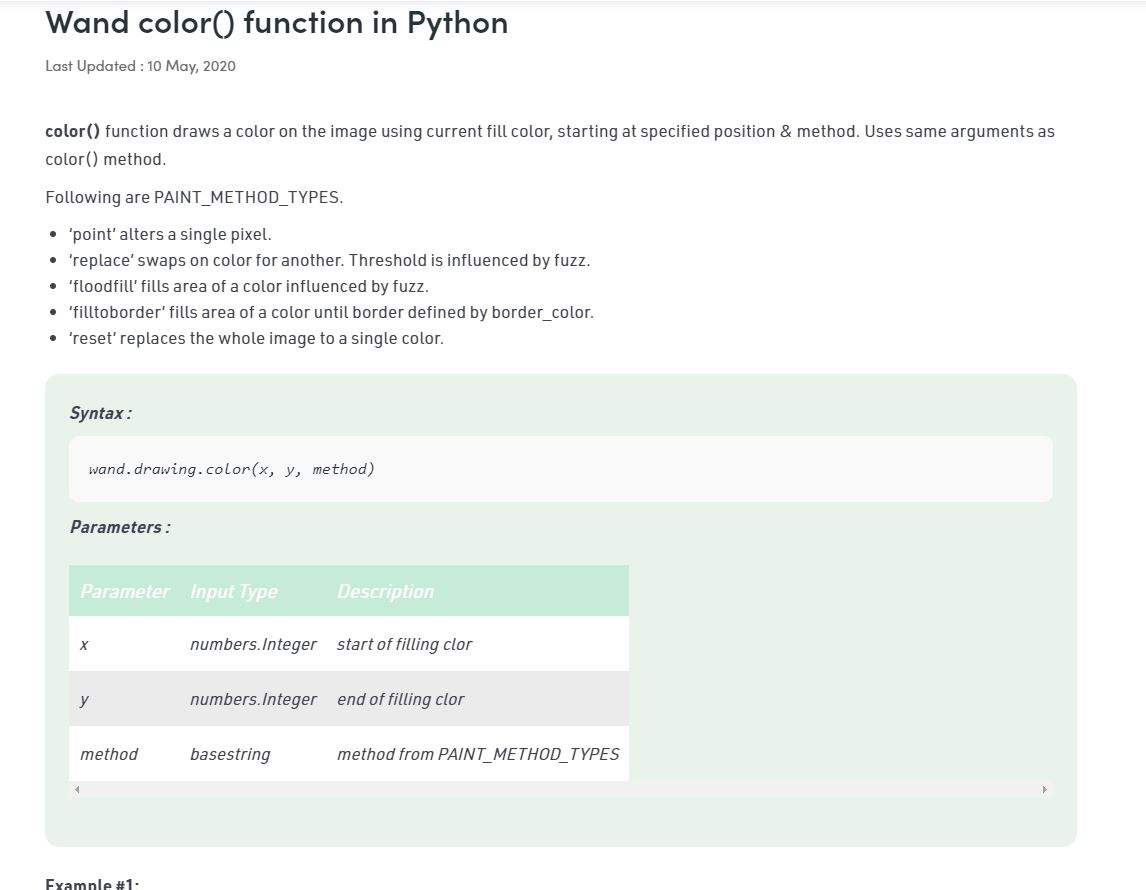 Wand color() function in Python
Last Updated : 10 May, 2020
color() function draws a color on the image using current fill color, starting at specified position & method. Uses same arguments as
color() method.
Following are PAINT_METHOD_TYPES.
• ‘point’ alters a single pixel.
• ‘replace’ swaps on color for another. Threshold is influenced by fuzz.
• ‘floodfill’ fills area of a color influenced by fuzz.
• ‘filltoborder’ fills area of a color until border defined by border_color.
• ‘reset’ replaces the whole image to a single color.
Syntax :
wand.drawing.color(x, y, method)
Parameters :
Parameter Input Type Description
x numbers.Integer start of filling clor
y numbers.Integer end of filling clor
method basestring method from PAINT_METHOD_TYPES
Example #1: